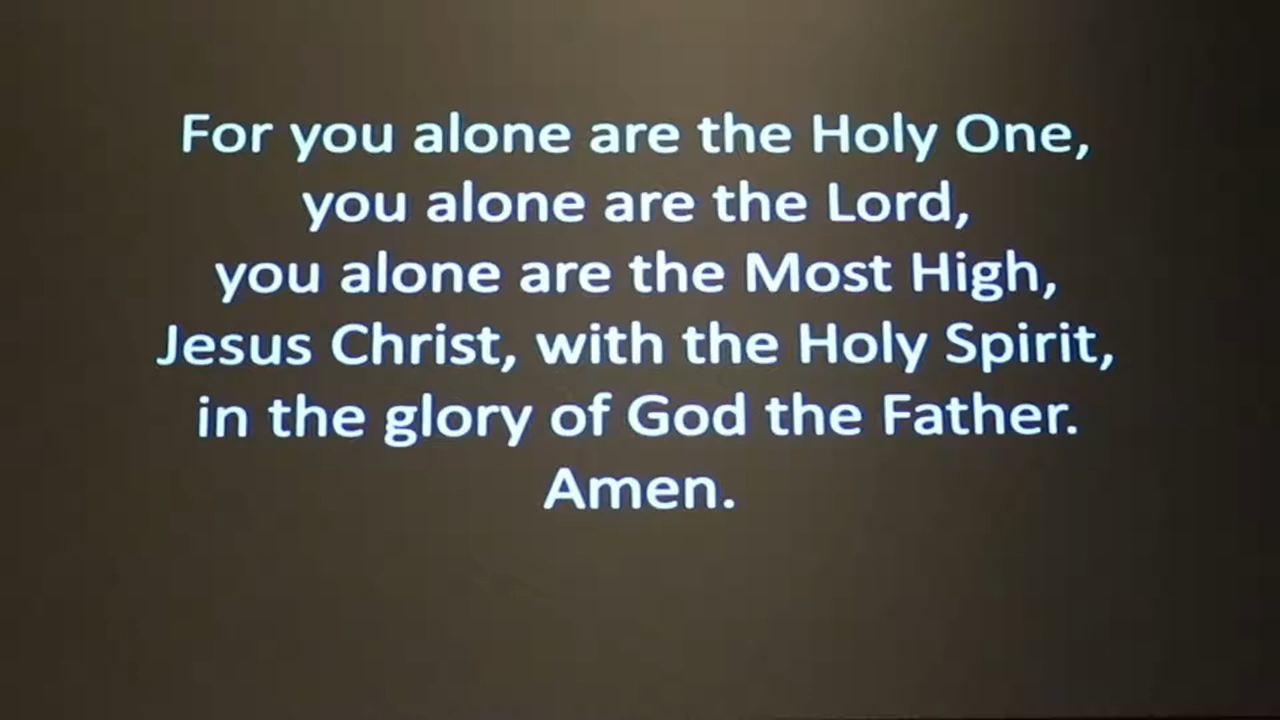 For you alone are the Holy One,
you alone are the Lord,
you alone are the Most High,
Jesus Christ, with the Holy Spirit,
in the glory of God the Father.
Amen.